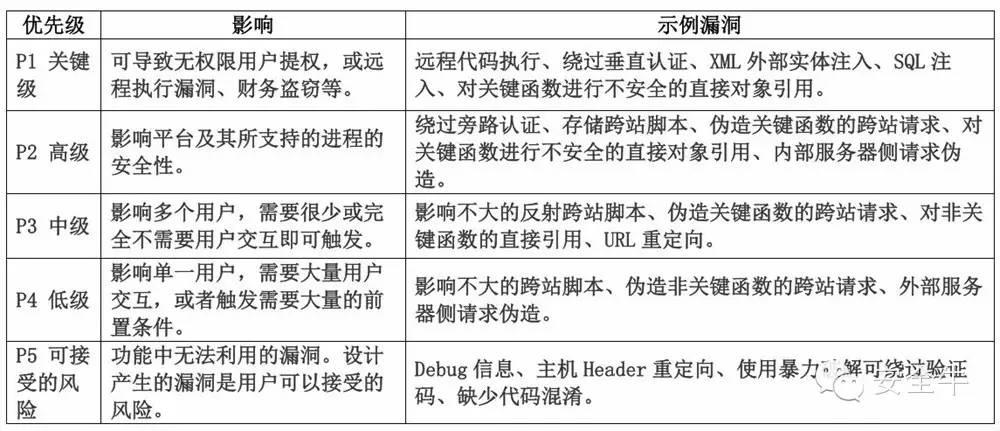 优先级 影响 示例漏洞
P1 关键级 可导致无权限用户提权，或远程执行漏洞、财务盗窃等。 远程代码执行、绕过垂直认证、XML 外部实体注入、SQL 注入、对关键函数进行不安全的直接对象引用。
P2 高级 影响平台及其所支持的进程的安全性。 绕过旁路认证、存储跨站脚本、伪造关键函数的跨站请求、对关键函数进行不安全的直接对象引用、内部服务器侧请求伪造。
P3 中级 影响多个用户，需要很少或完全不需要用户交互即可触发。 影响不大的反射跨站脚本、伪造关键函数的跨站请求、对非关键函数的直接引用、URL 重定向。
P4 低级 影响单一用户，需要大量用户交互，或者触发需要大量的前置条件。 影响不大的跨站脚本、伪造非关键函数的跨站请求、外部服务器侧请求伪造。
P5 可接受的风险 功能中无法利用的漏洞。设计产生的漏洞是用户可以接受的风险。 Debug 信息、主机 Header 重定向、使用暴力 解可绕过验证码、缺少代码混淆。
安全牛